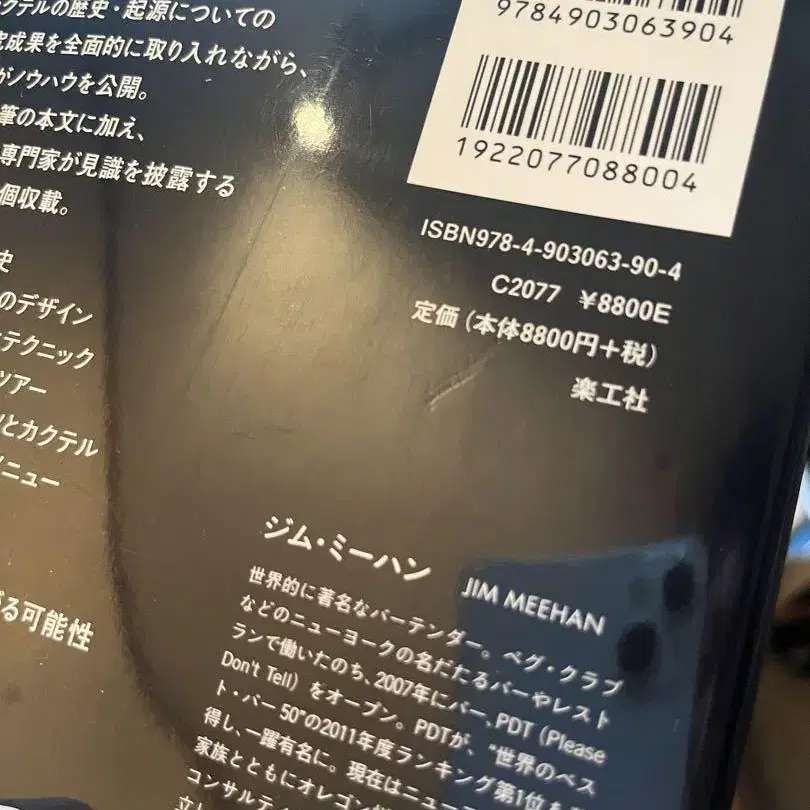 クテルの歴史・起源についての
成果を全面的に取り入れながら、
ノウハウを公開。
筆の本文に加え、
専門家が見識を披露する
個収載。
史
のデザイン
テクニック
ツアー
とカクテル
ニュー
る可能性
9784903063904
1922077088004
ISBN978-4-903063-90-4
C2077 ¥8800E
定価（本体8800円＋税）
楽工社
ジム・ミーハン JIM MEEHAN
世界的に著名なバーテンダー。ペグ・クラブ
などのニューヨークの名だたるバーやレスト
ランで働いたのち、2007年にバー、PDT（Please
Don't Tell）をオープン。PDTが、“世界のベス
ト・バー 50”の2011年度ランキング第1位を
得し、一躍有名に。現在はニュー
家族とともにオレゴン
コンサルティ
立